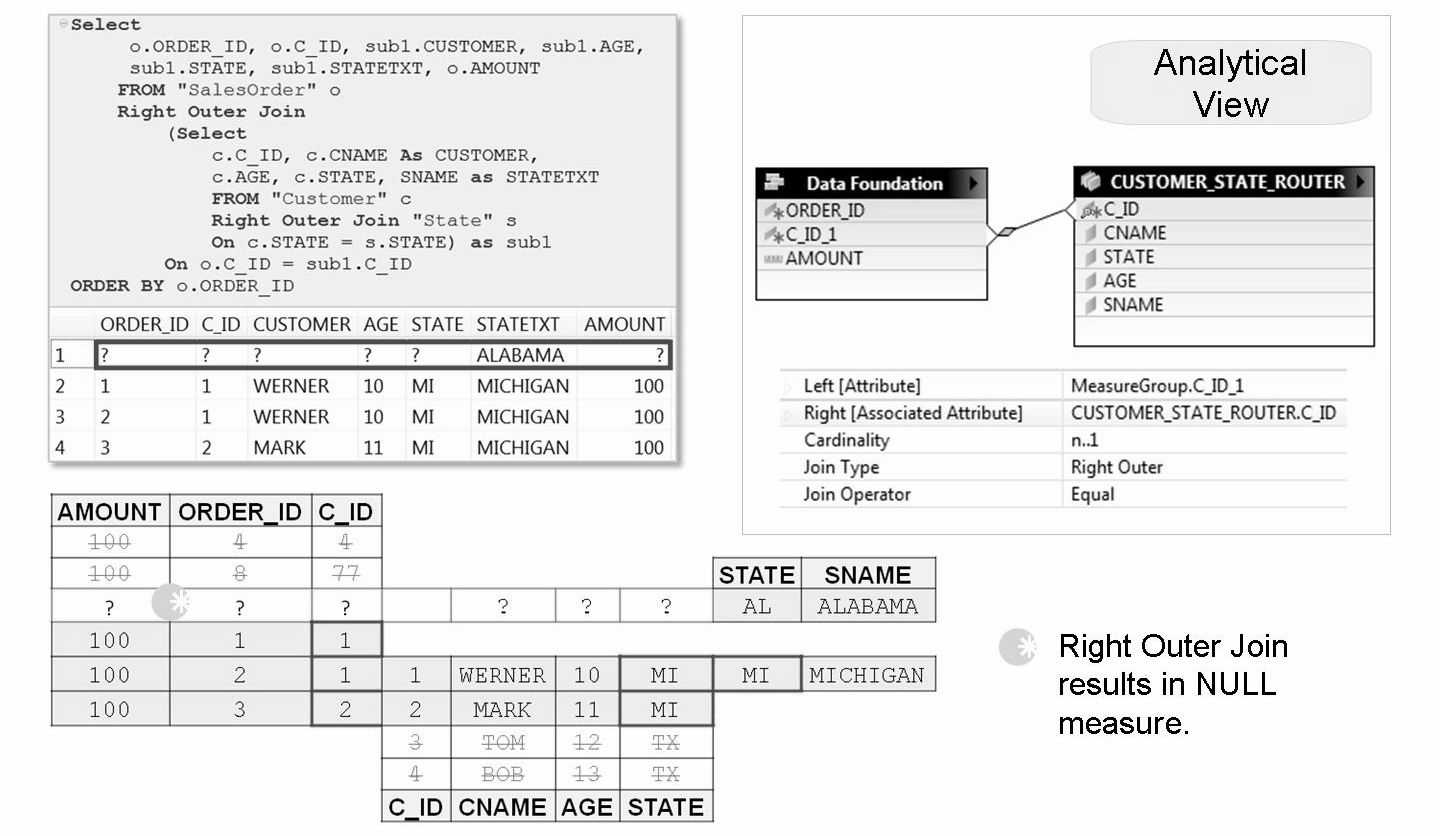 Select
o.ORDER_ID, o.C_ID, sub1.CUSTOMER, sub1.AGE,
sub1.STATE, sub1.STATETXT, o.AMOUNT
FROM "SalesOrder" o
Right Outer Join
(Select
c.C_ID, c.CNAME As CUSTOMER,
c.AGE, c.STATE, SNAME as STATETXT
FROM "Customer" c
Right Outer Join "State" s
On c.STATE = s.STATE) as sub1
On o.C_ID = sub1.C_ID
ORDER BY o.ORDER_ID
ORDER_ID C_ID CUSTOMER AGE STATE STATETXT AMOUNT
1 ? ? ? ? ? ALABAMA ?
2 1 1 WERNER 10 MI MICHIGAN 100
3 2 1 WERNER 10 MI MICHIGAN 100
4 3 2 MARK 11 MI MICHIGAN 100
Analytical
View
Data Foundation
ORDER_ID
C_ID_1
AMOUNT
CUSTOMER_STATE_ROUTER
C_ID
CNAME
STATE
AGE
SNAME
Left [Attribute] MeasureGroup.C_ID_1
Right [Associated Attribute] CUSTOMER_STATE_ROUTER.C_ID
Cardinality n..1
Join Type Right Outer
Join Operator Equal
AMOUNT ORDER_ID C_ID
100 4 4
100 8 77
STATE SNAME
? ? ? ? ? ? AL ALABAMA
100 1 1
100 2 1 1 WERNER 10 MI MI MICHIGAN
100 3 2 2 MARK 11 MI
3 TOM 12 TX
4 BOB 13 TX
C_ID CNAME AGE STATE
Right Outer Join
results in NULL
measure.